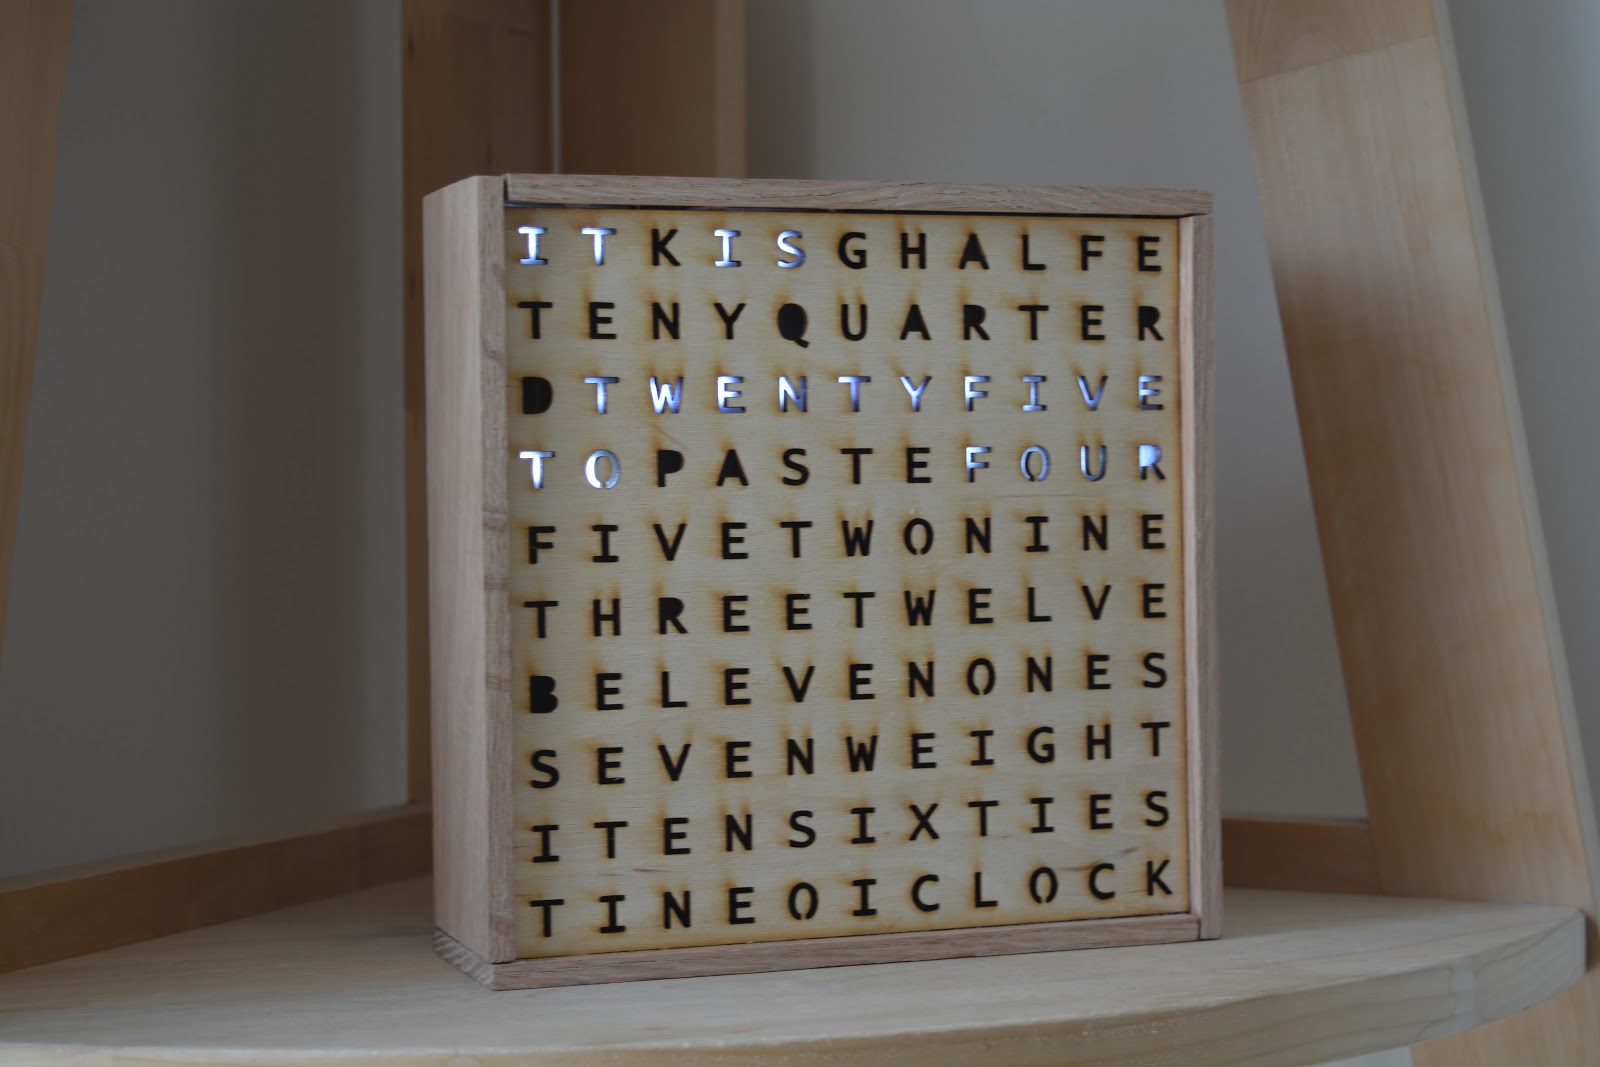 ITKISGHALFE
TENYQUARTER
DTWENTYFIVE
TOPASTEFOUR
FIVETWONINE
THREETWELVE
BELEVENONES
SEVENWEIGHT
ITENSIXTIES
TINEOICLOCK